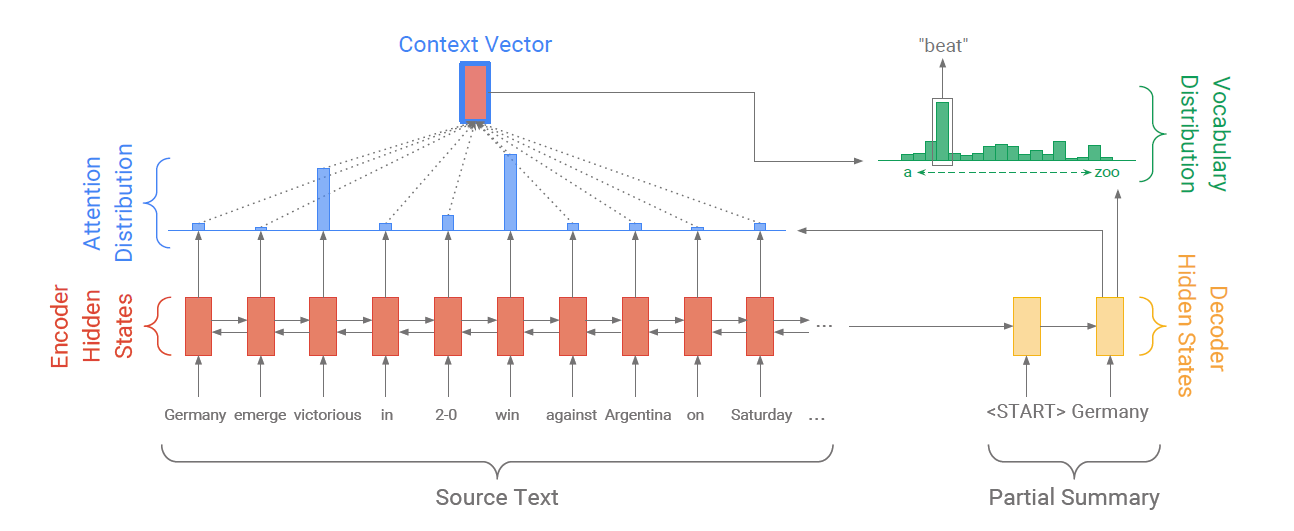 Context Vector
"beat"
Vocabulary
Distribution
a
zoo
Attention
Distribution
Encoder
Hidden
States
...
Decoder
Hidden States
Germany emerge victorious in 2-0 win against Argentina on Saturday ...
<START> Germany
Source Text
Partial Summary